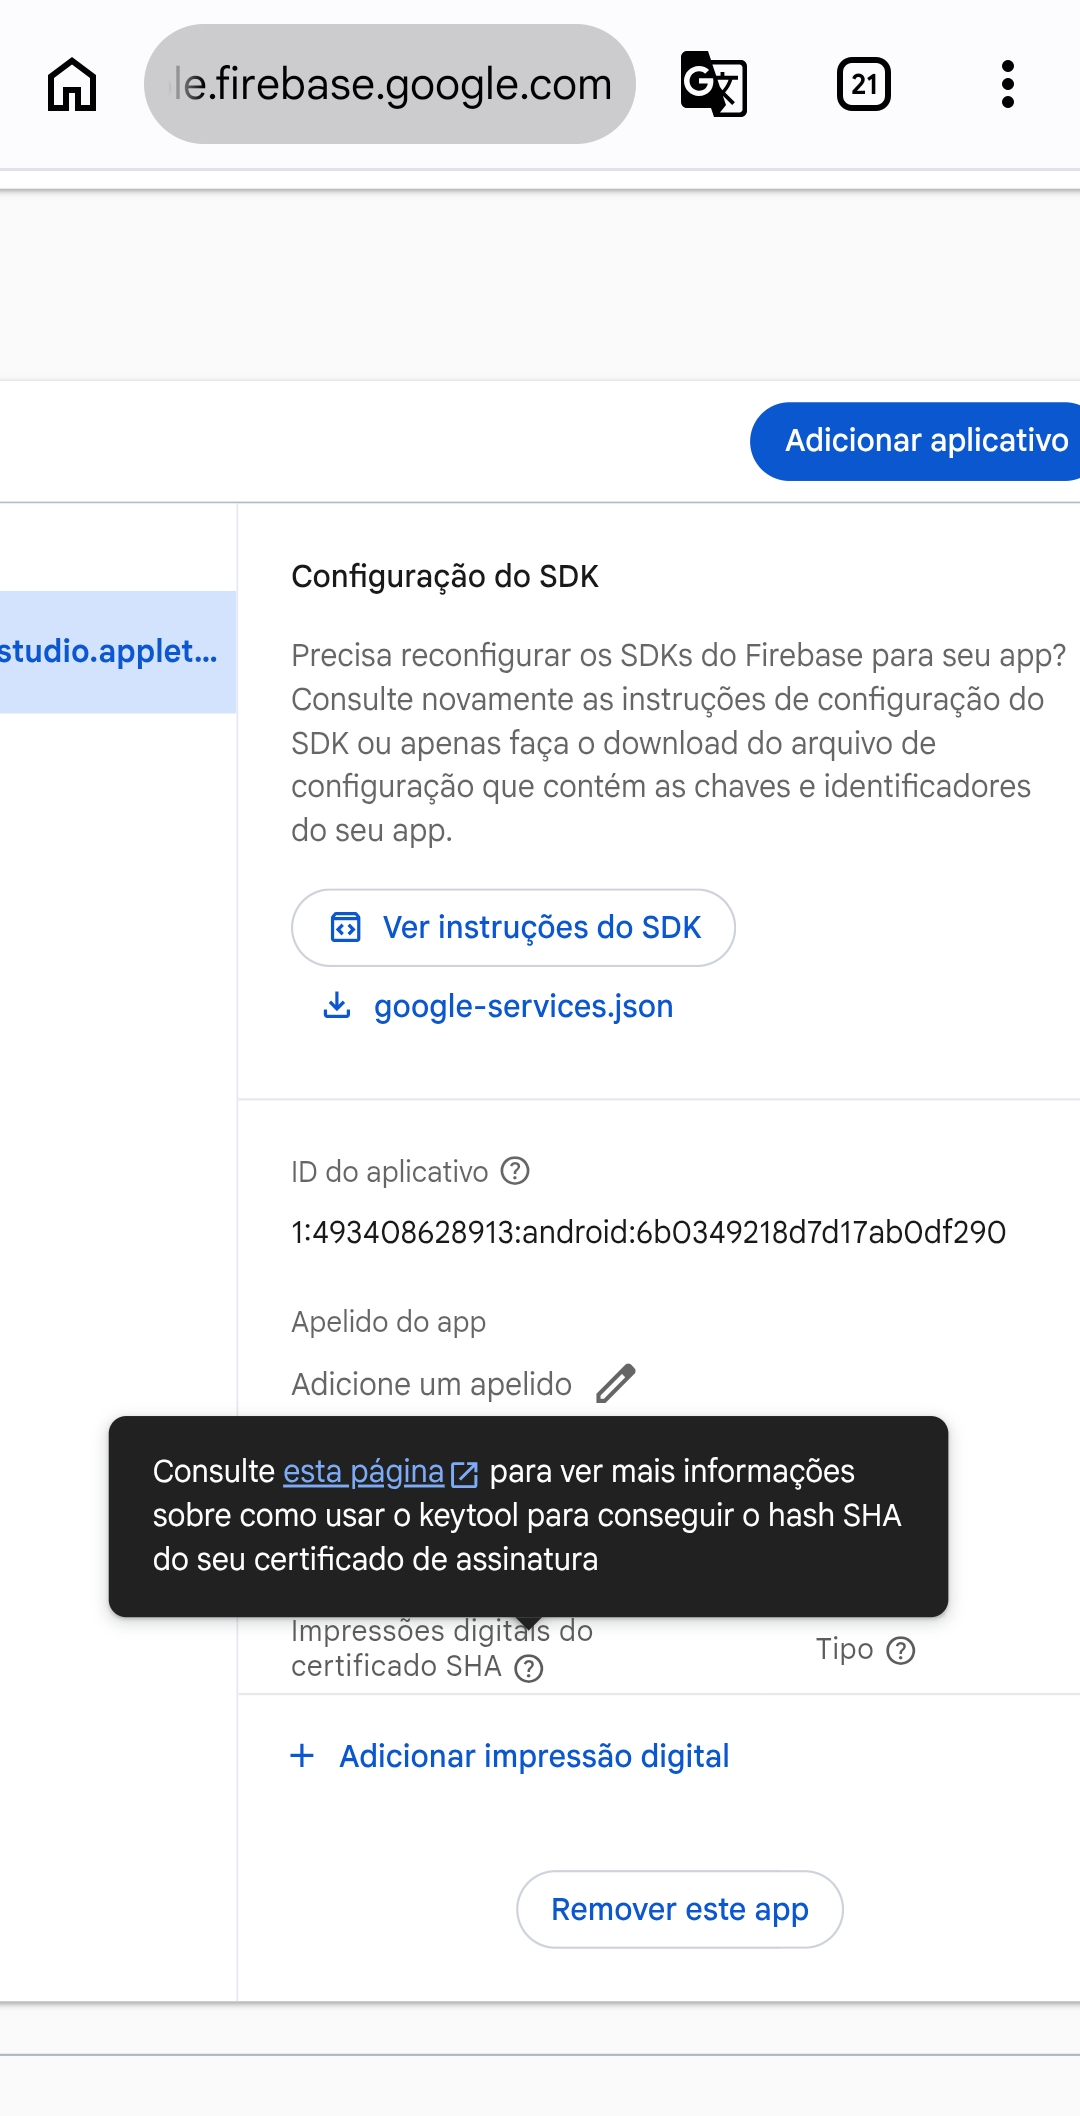 le.firebase.google.com
21
Adicionar aplicativo
studio.applet...
Configuração do SDK
Precisa reconfigurar os SDKs do Firebase para seu app?
Consulte novamente as instruções de configuração do
SDK ou apenas faça o download do arquivo de
configuração que contém as chaves e identificadores
do seu app.
Ver instruções do SDK
google-services.json
ID do aplicativo
1:493408628913:android:6b0349218d7d17ab0df290
Apelido do app
Adicione um apelido
Consulte esta página para ver mais informações
sobre como usar o keytool para conseguir o hash SHA
do seu certificado de assinatura
Impressões digitais do
certificado SHA
Tipo
+ Adicionar impressão digital
Remover este app